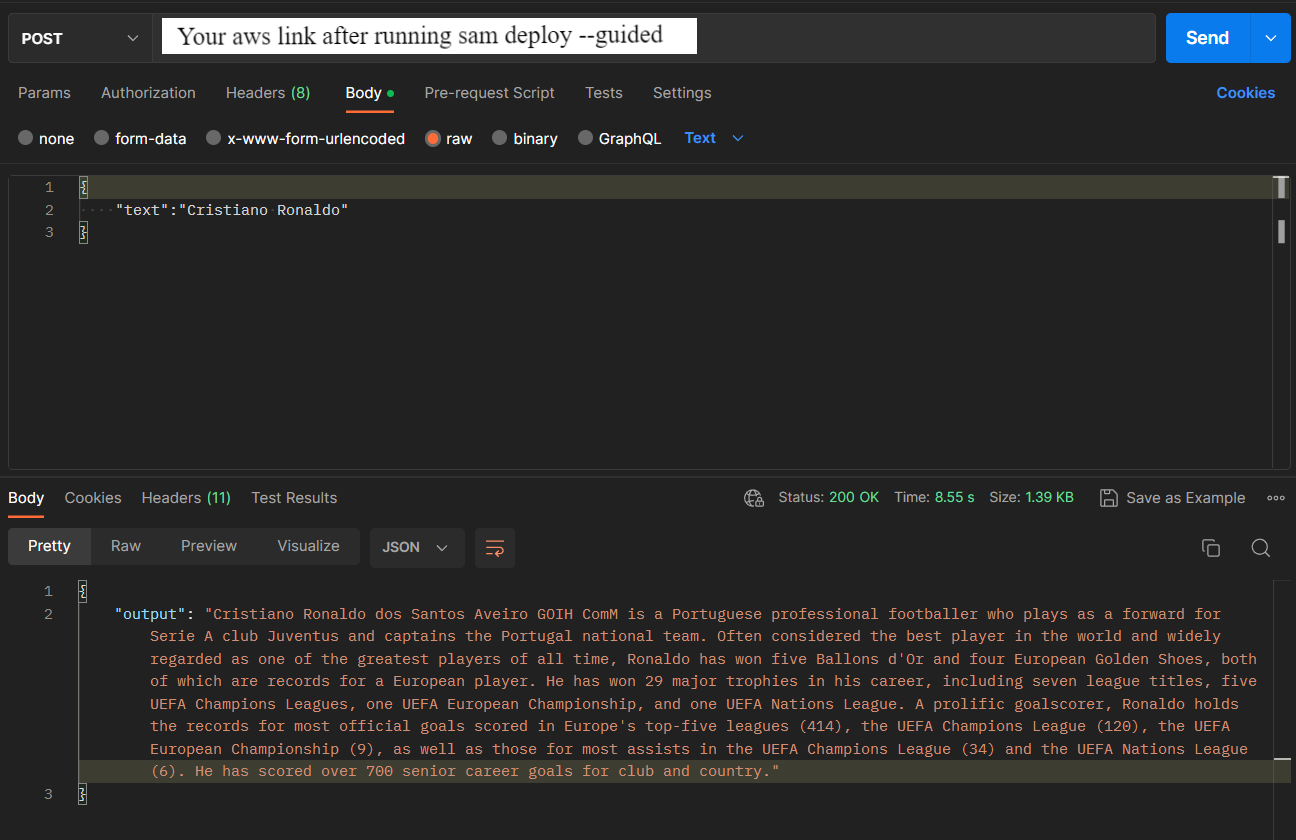 POST Your aws link after running sam deploy --guided Send
Params Authorization Headers (8) Body Pre-request Script Tests Settings Cookies
none form-data x-www-form-urlencoded raw binary GraphQL Text
1 {
2 "text":"Cristiano Ronaldo"
3 }
Body Cookies Headers (11) Test Results Status: 200 OK Time: 8.55 s Size: 1.39 KB Save as Example
Pretty Raw Preview Visualize JSON
1 {
2 "output": "Cristiano Ronaldo dos Santos Aveiro GOIH ComM is a Portuguese professional footballer who plays as a forward for
Serie A club Juventus and captains the Portugal national team. Often considered the best player in the world and widely
regarded as one of the greatest players of all time, Ronaldo has won five Ballons d'Or and four European Golden Shoes, both
of which are records for a European player. He has won 29 major trophies in his career, including seven league titles, five
UEFA Champions Leagues, one UEFA European Championship, and one UEFA Nations League. A prolific goalscorer, Ronaldo holds
the records for most official goals scored in Europe's top-five leagues (414), the UEFA Champions League (120), the UEFA
European Championship (9), as well as those for most assists in the UEFA Champions League (34) and the UEFA Nations League
(6). He has scored over 700 senior career goals for club and country."
3 }